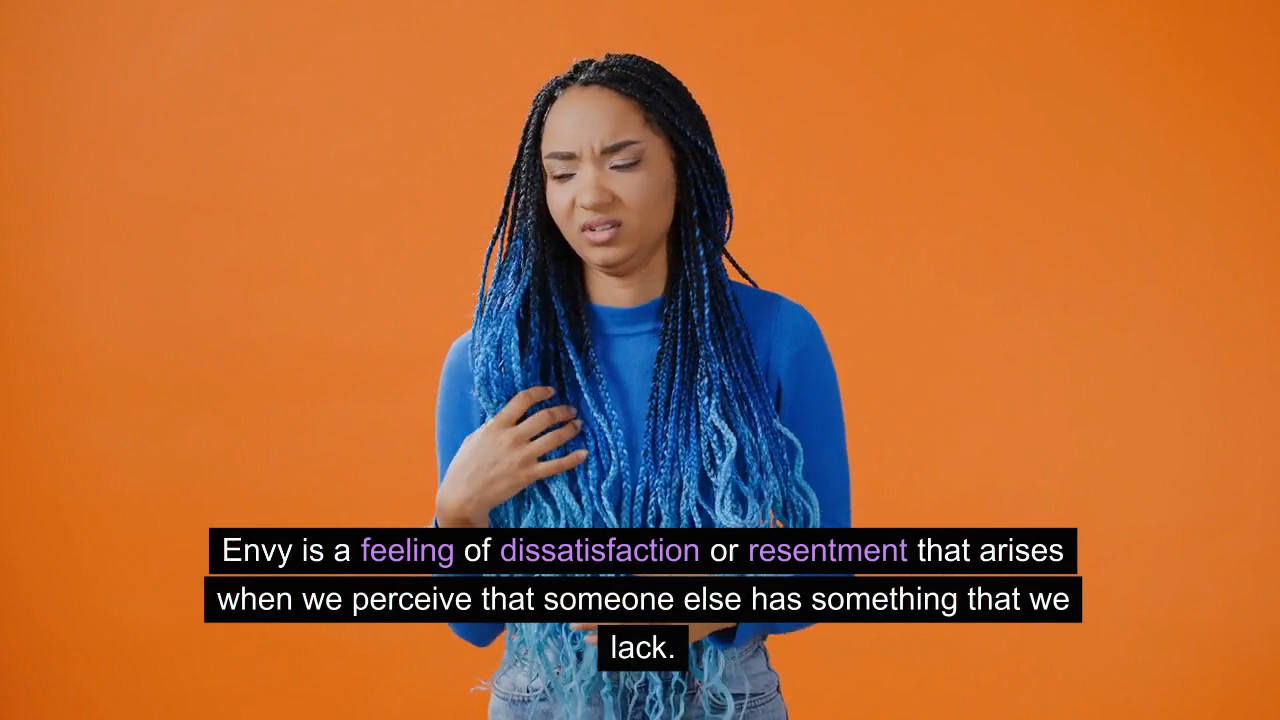 Envy is a feeling of dissatisfaction or resentment that arises
when we perceive that someone else has something that we
lack.